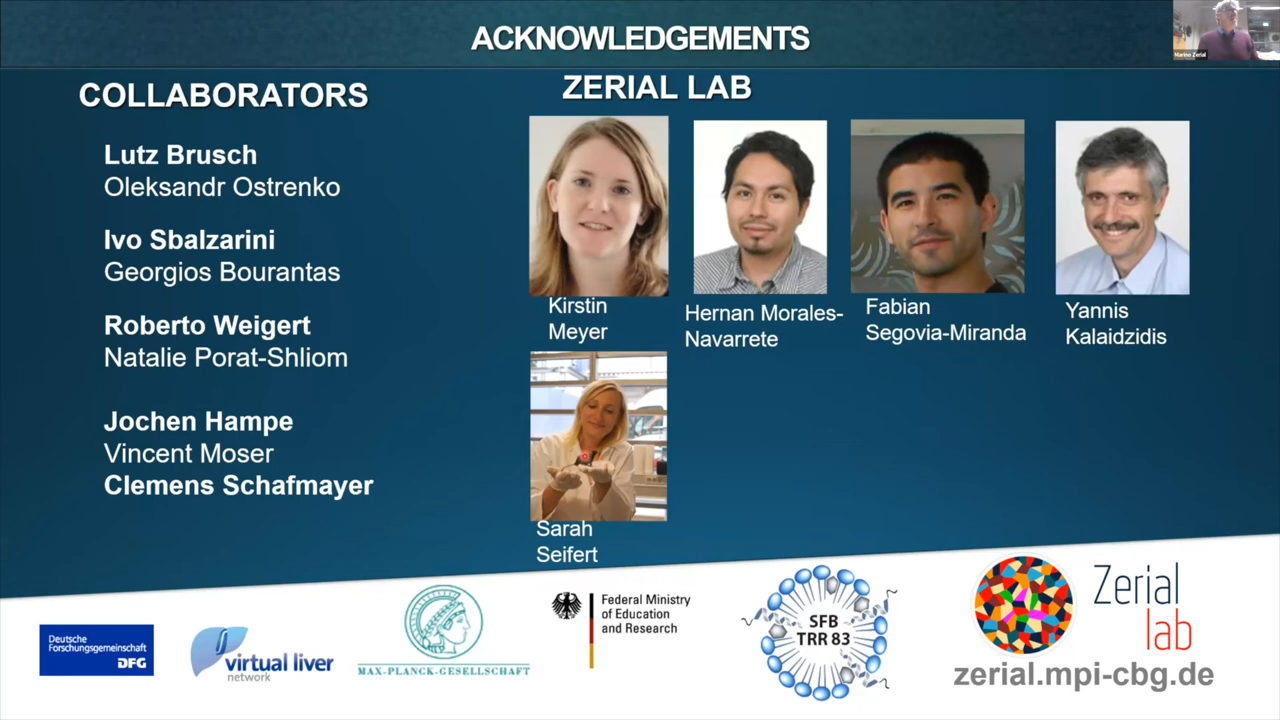 ACKNOWLEDGEMENTS
Marino Zerial
COLLABORATORS
Lutz Brusch
Oleksandr Ostrenko
Ivo Sbalzarini
Georgios Bourantas
Roberto Weigert
Natalie Porat-Shliom
Jochen Hampe
Vincent Moser
Clemens Schafmayer
ZERIAL LAB
Kirstin
Meyer
Hernan Morales-
Navarrete
Fabian
Segovia-Miranda
Yannis
Kalaidzidis
Sarah
Seifert
Deutsche
Forschungsgemeinschaft
DFG
virtual liver
network
MAX-PLANCK-GESELLSCHAFT
Federal Ministry
of Education
and Research
SFB
TRR 83
Zerial
lab
zerial.mpi-cbg.de